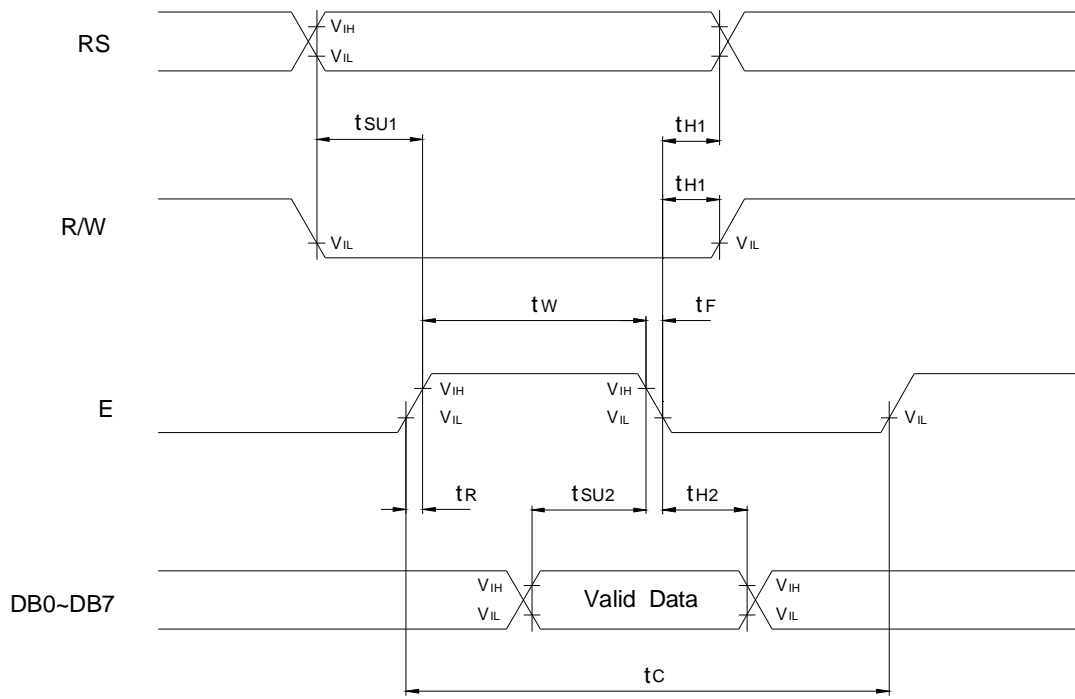 RS
VIH
VIL
tSU1
tH1
tH1
R/W
VIL
VIL
tW
tF
E
VIH
VIH
VIL
VIL
VIL
tR
tSU2
tH2
DB0~DB7
VIH
VIL
Valid Data
VIH
VIL
tC